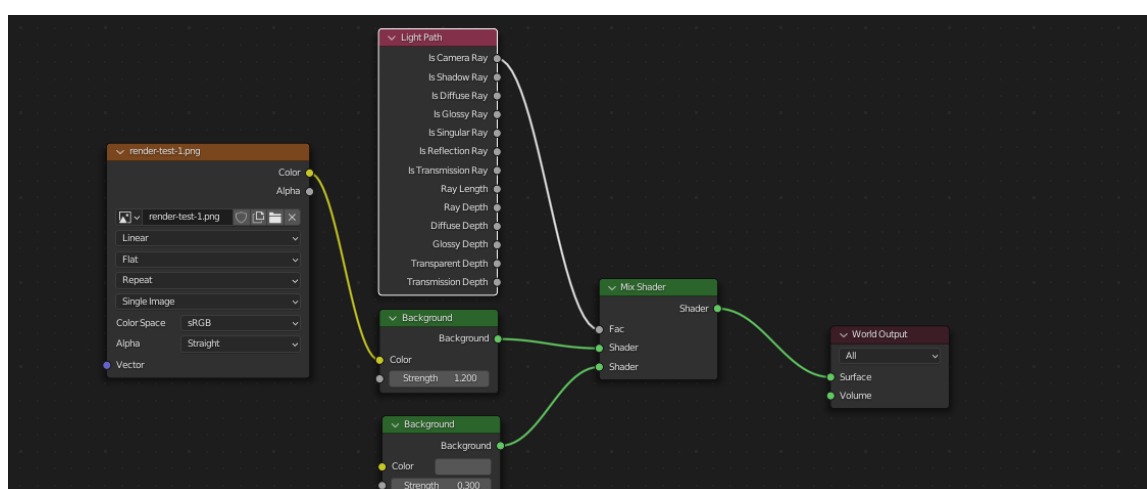 Light Path
Is Camera Ray
Is Shadow Ray
Is Diffuse Ray
Is Glossy Ray
Is Singular Ray
Is Reflection Ray
Is Transmission Ray
Ray Length
Ray Depth
Diffuse Depth
Glossy Depth
Transparent Depth
Transmission Depth
render-test-1.png
Color
Alpha
render-test-1.png
Linear
Flat
Repeat
Single Image
Color Space sRGB
Alpha Straight
Vector
Background
Background
Color
Strength 1.200
Background
Background
Color
Strength 0.300
Mix Shader
Shader
Fac
Shader
Shader
World Output
All
Surface
Volume